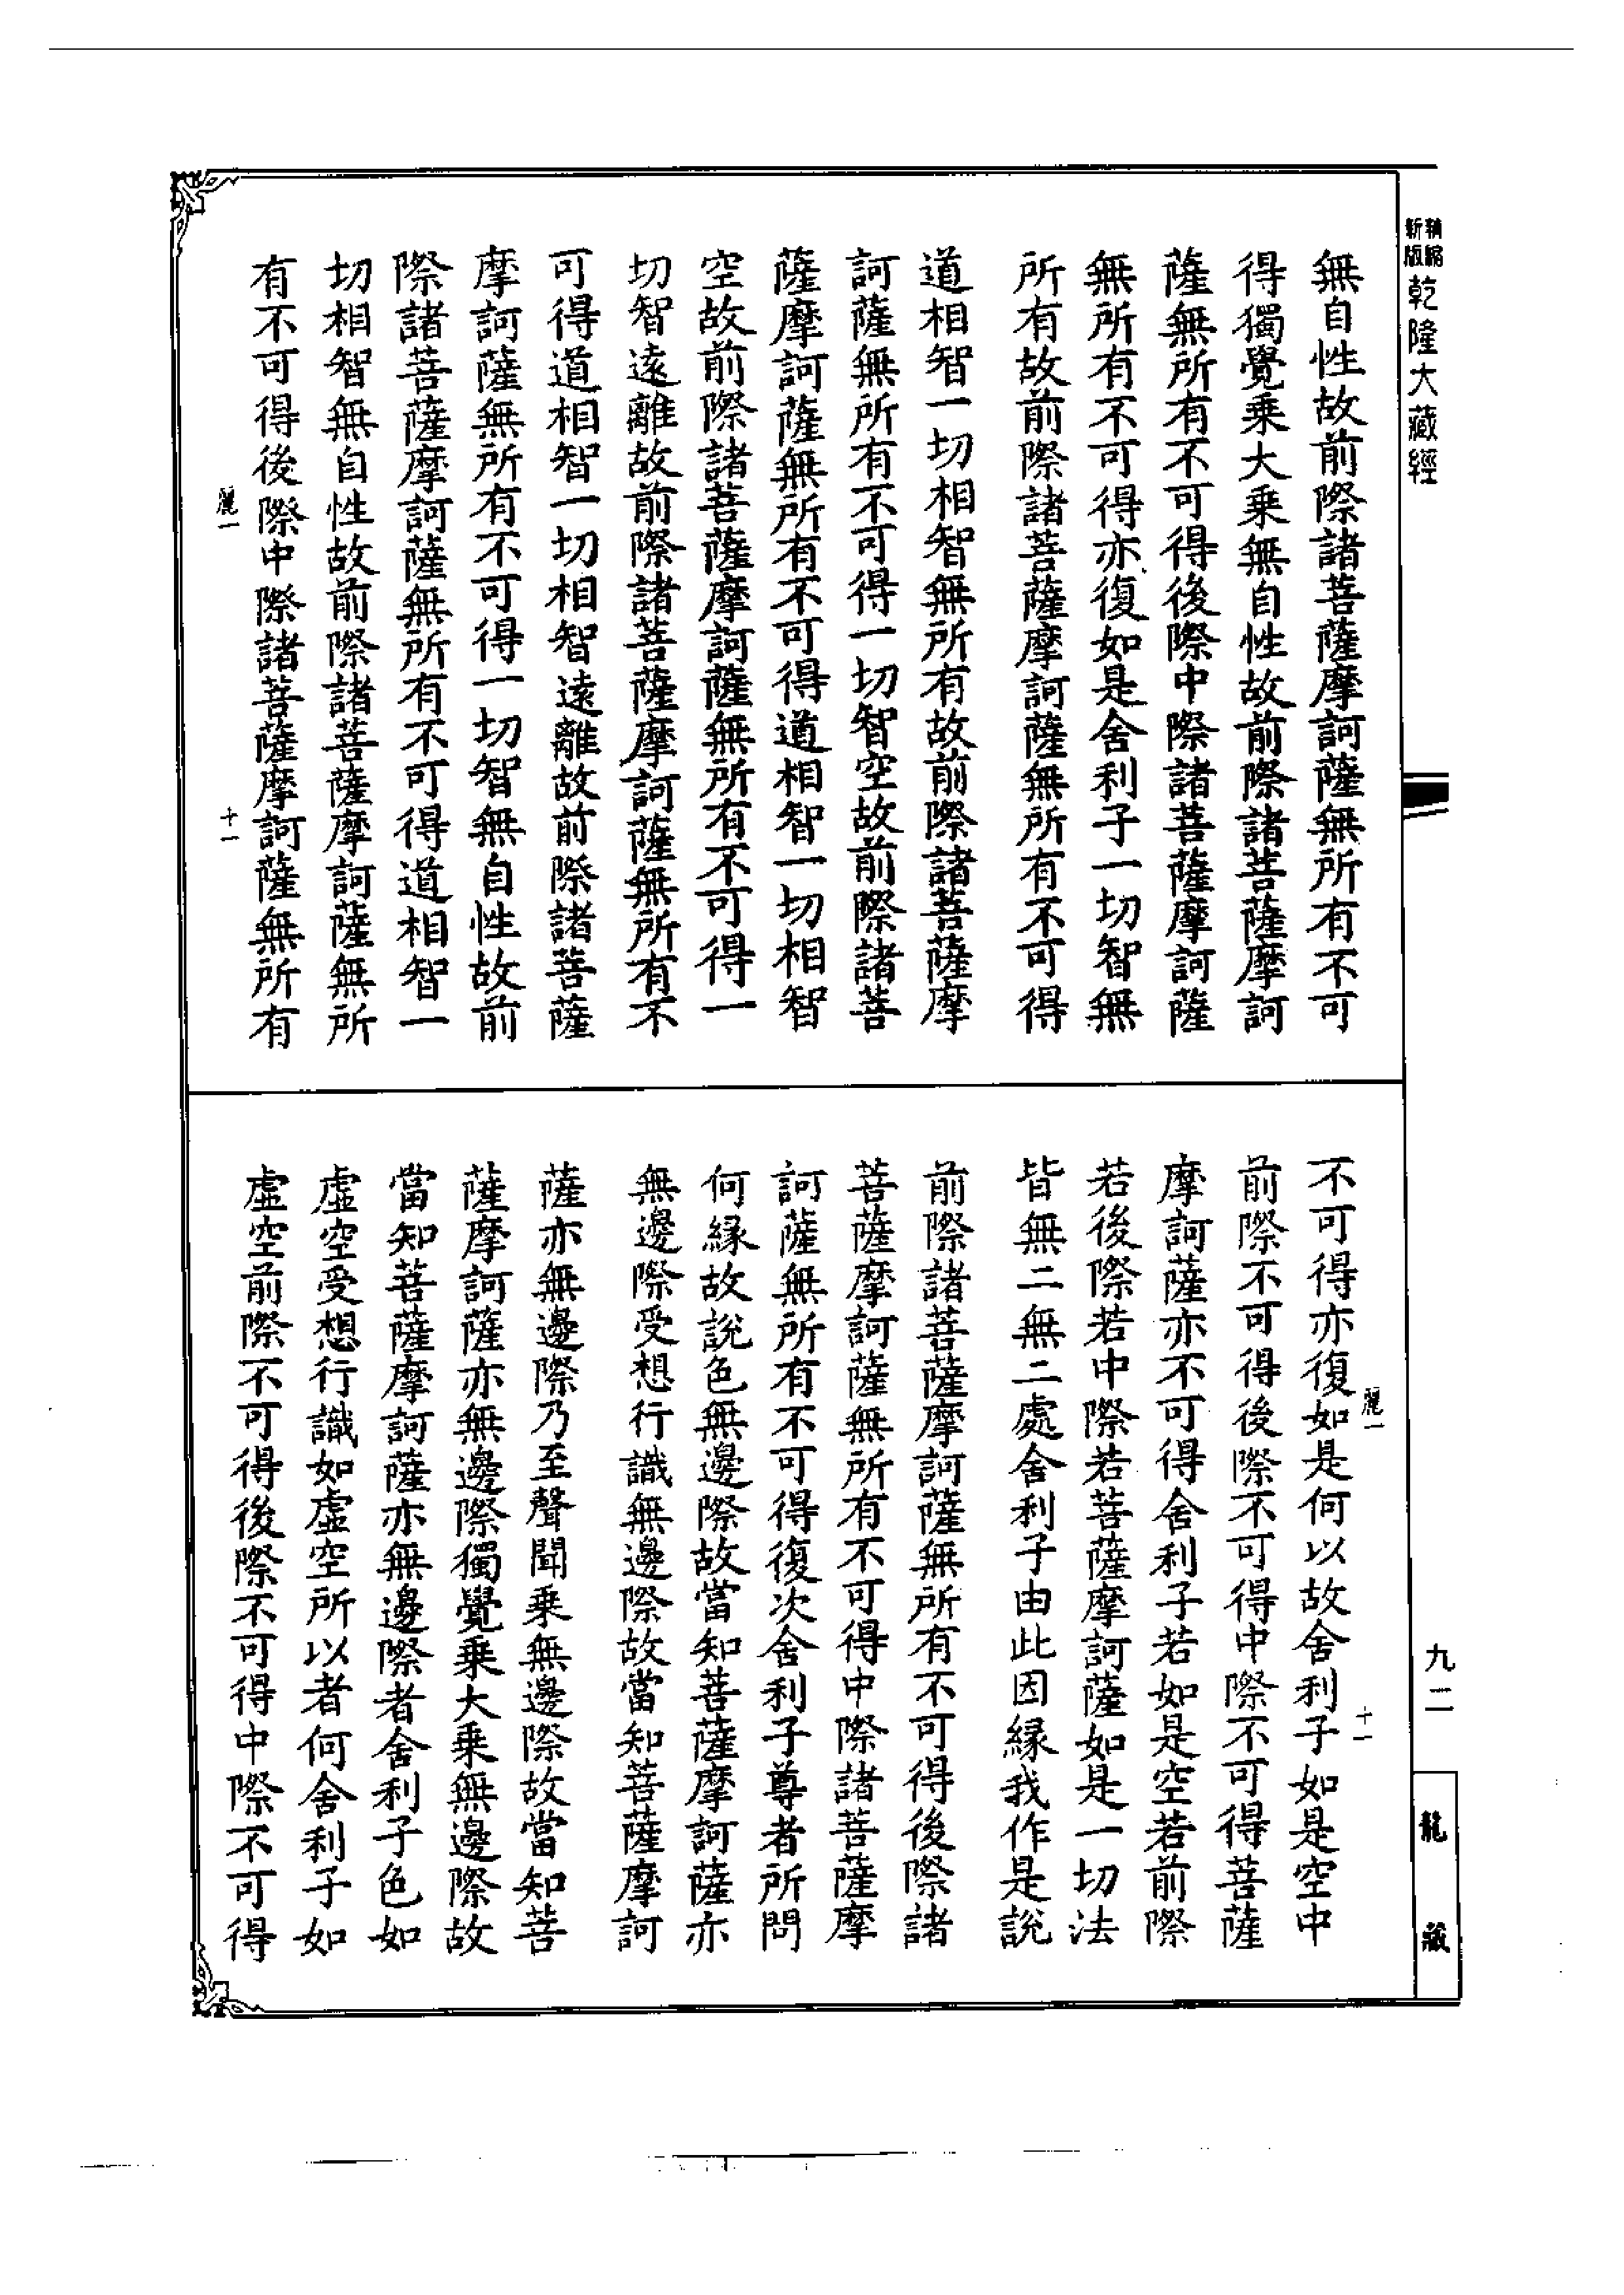 新縮版精 乾隆大藏經
無自性故前際諸菩薩摩訶薩無所有不可
得獨覺乘大乘無自性故前際諸菩薩摩訶
薩無所有不可得後際中際諸菩薩摩訶薩
無所有不可得亦復如是舍利子一切智無
所有故前際諸菩薩摩訶薩無所有不可得
道相智一切相智無所有故前際諸菩薩摩
訶薩無所有不可得一切智空故前際諸菩
薩摩訶薩無所有不可得道相智一切相智
空故前際諸菩薩摩訶薩無所有不可得一
切智遠離故前際諸菩薩摩訶薩無所有不
可得道相智一切相智遠離故前際諸菩薩
摩訶薩無所有不可得一切智無自性故前
際諸菩薩摩訶薩無所有不可得道相智一
切相智無自性故前際諸菩薩摩訶薩無所
有不可得後際中際諸菩薩摩訶薩無所有
麗一 十一
麗一 十一
不可得亦復如是何以故舍利子如是空中
前際不可得後際不可得中際不可得菩薩
摩訶薩亦不可得舍利子若如是空若前際
若後際若中際若菩薩摩訶薩如是一切法
皆無二無二處舍利子由此因緣我作是說
前際諸菩薩摩訶薩無所有不可得後際諸
菩薩摩訶薩無所有不可得中際諸菩薩摩
訶薩無所有不可得復次舍利子尊者所問
何緣故說色無邊際故當知菩薩摩訶薩亦
無邊際受想行識無邊際故當知菩薩摩訶
薩亦無邊際乃至聲聞乘無邊際故當知菩
薩摩訶薩亦無邊際獨覺乘大乘無邊際故
當知菩薩摩訶薩亦無邊際者舍利子色如
虛空受想行識如虛空所以者何舍利子如
虛空前際不可得後際不可得中際不可得
九二
龍藏